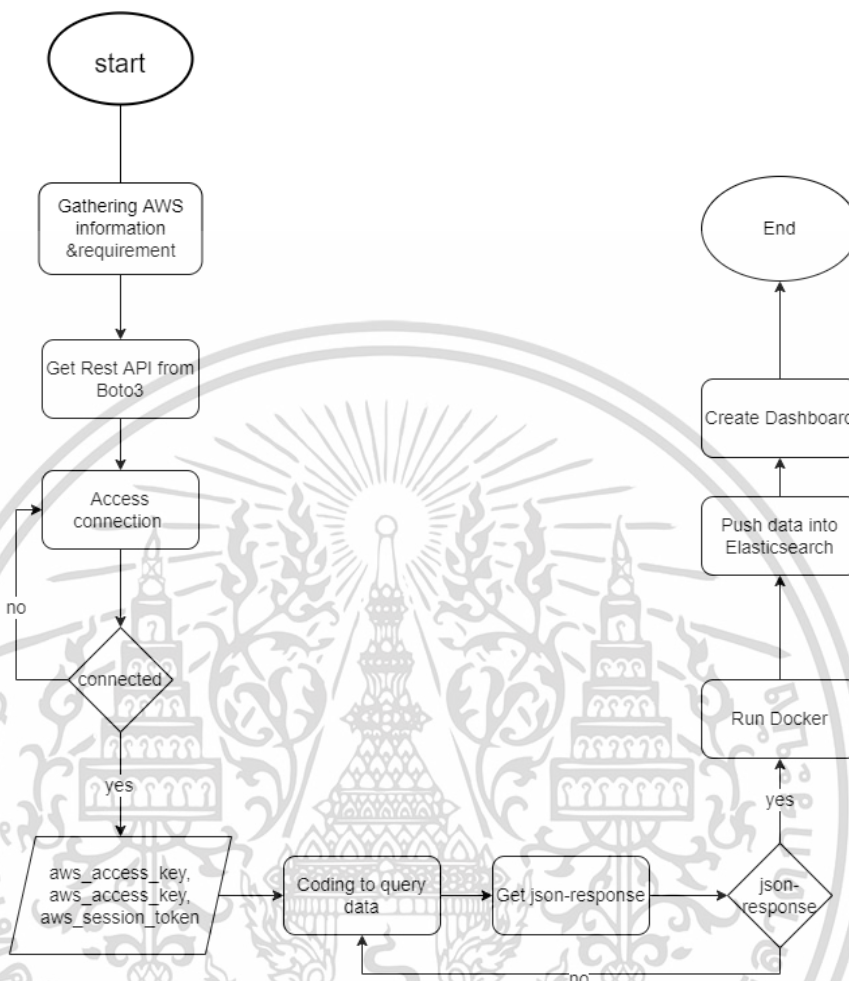 start
Gathering AWS
information
&requirement
Get Rest API from
Boto3
Access
connection
no
connected
yes
aws_access_key,
aws_access_key,
aws_session_token
Coding to query
data
Get json-response
json-
response
no
yes
Run Docker
Push data into
Elasticsearch
Create Dashboard
End